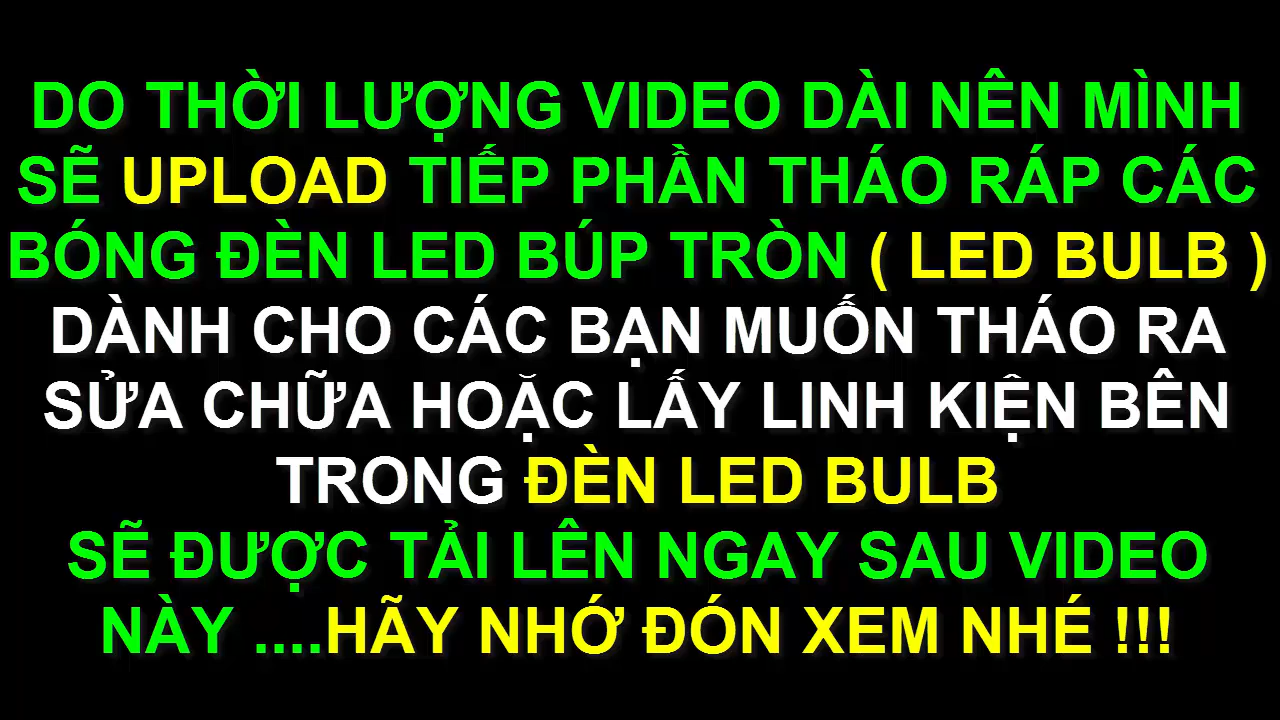 DO THỜI LƯỢNG VIDEO DÀI NÊN MÌNH
SẼ UPLOAD TIẾP PHẦN THÁO RÁP CÁC
BÓNG ĐÈN LED BÚP TRÒN ( LED BULB )
DÀNH CHO CÁC BẠN MUỐN THÁO RA
SỬA CHỮA HOẶC LẤY LINH KIỆN BÊN
TRONG ĐÈN LED BULB
SẼ ĐƯỢC TẢI LÊN NGAY SAU VIDEO
NÀY ....HÃY NHỚ ĐÓN XEM NHÉ !!!